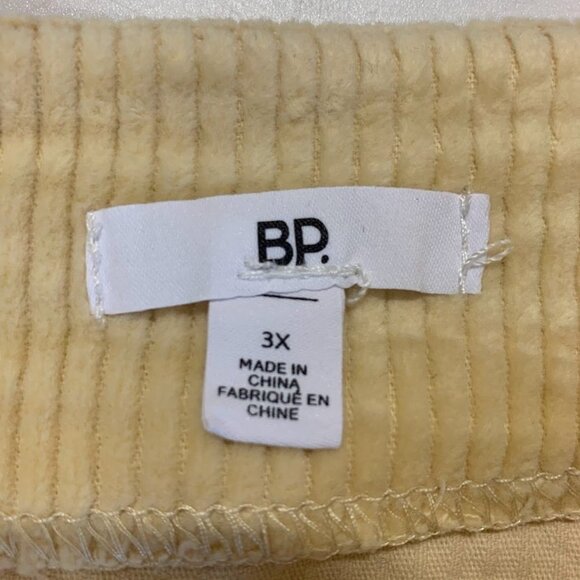 BP.
3X
MADE IN
CHINA
FABRIQUÉ EN
CHINE